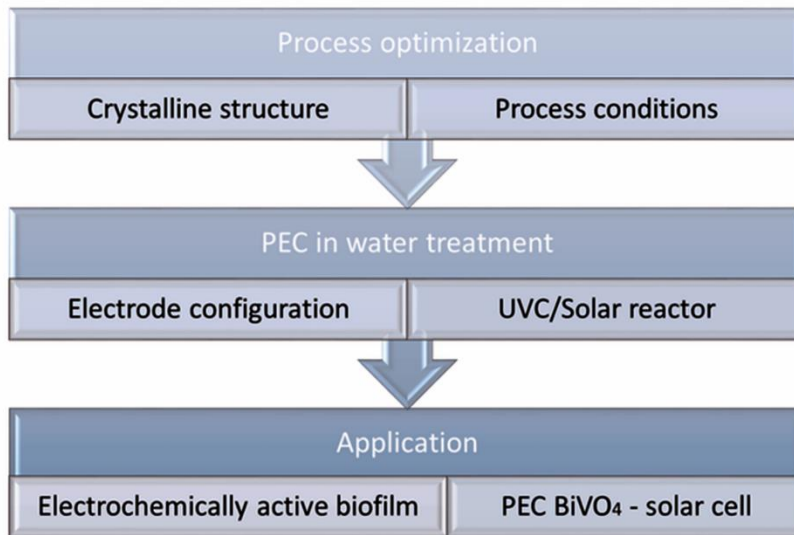 Process optimization
Crystalline structure
Process conditions
PEC in water treatment
Electrode configuration
UVC/Solar reactor
Application
Electrochemically active biofilm
PEC BiVO₄ - solar cell